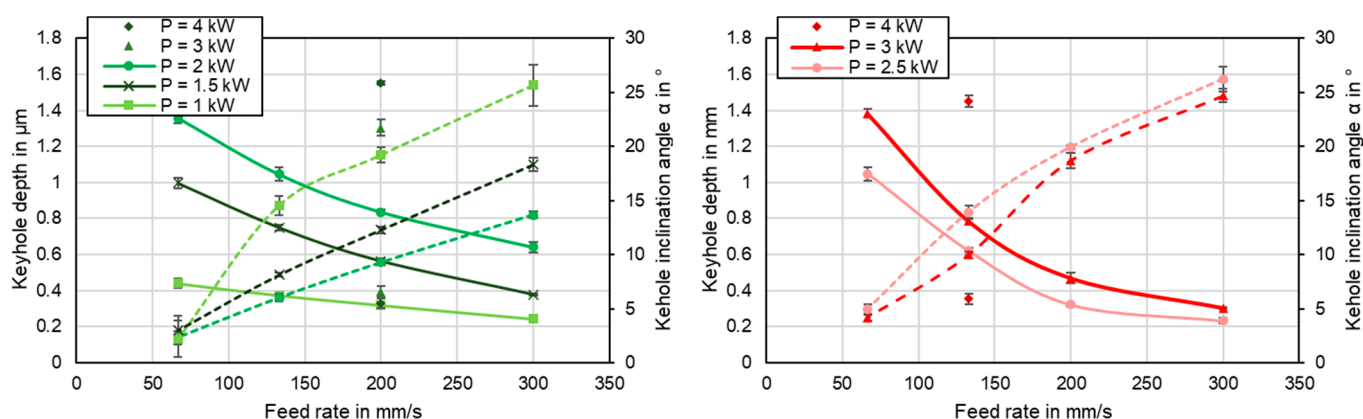 P = 4 kW
P = 3 kW
P = 2 kW
P = 1.5 kW
P = 1 kW
Keyhole depth in µm
1.8
1.6
1.4
1.2
1
0.8
0.6
0.4
0.2
0
30
25
20
15
10
5
0
Kehole inclination angle α in °
0 50 100 150 200 250 300 350
Feed rate in mm/s
P = 4 kW
P = 3 kW
P = 2.5 kW
Keyhole depth in mm
1.8
1.6
1.4
1.2
1
0.8
0.6
0.4
0.2
0
30
25
20
15
10
5
0
Kehole inclination angle α in °
0 50 100 150 200 250 300 350
Feed rate in mm/s